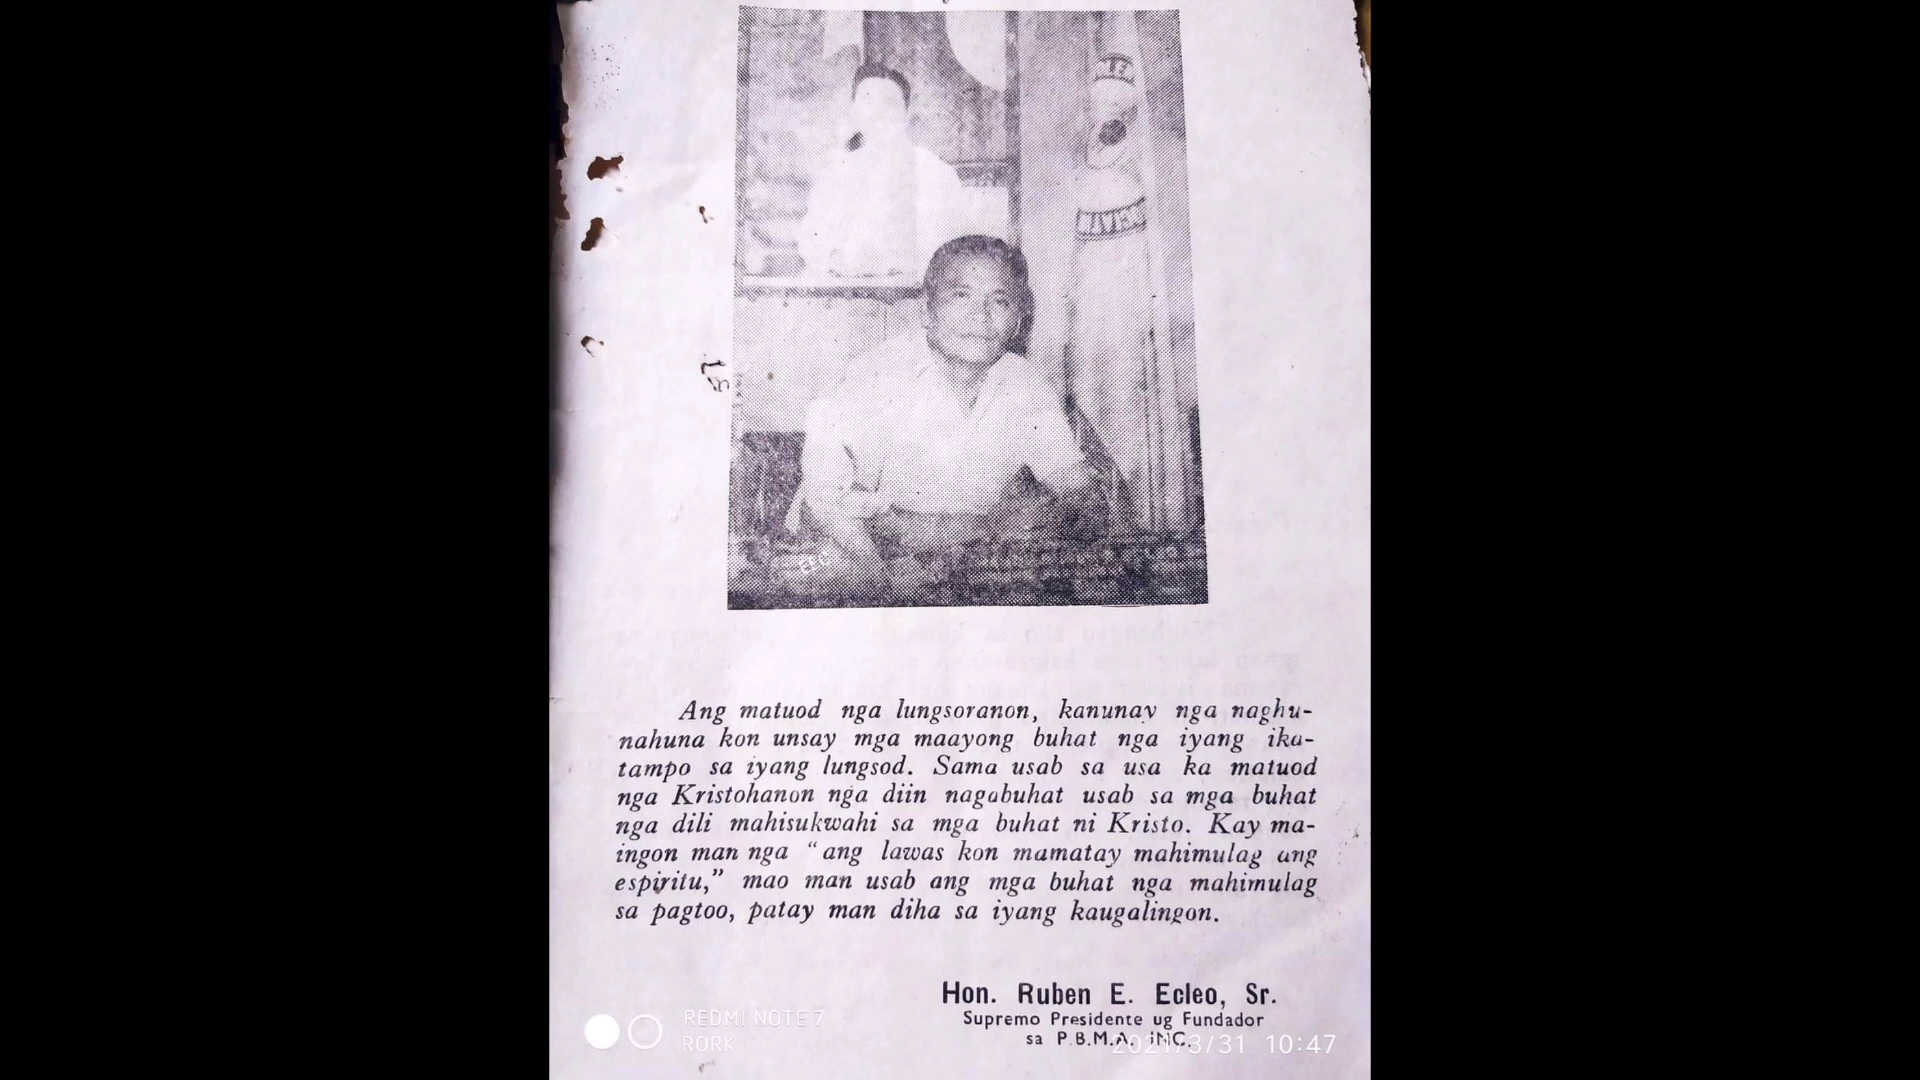 Ang matuod nga lungsoranon, kanunay nga naghu-
nahuna kon unsay mga maayong buhat nga iyang ika-
tampo sa iyang lungsod. Sama usab sa usa ka matuod
nga Kristohanon nga diin nagabuhat usab sa mga buhat
nga dili mahisukwahi sa mga buhat ni Kristo. Kay ma-
ingon man nga “ang lawas kon mamatay mahimulag ang
espiritu,” mao man usab ang mga buhat nga mahimulag
sa pagtoo, patay man diha sa iyang kaugalingon.
Hon. Ruben E. Ecleo, Sr.
Supremo Presidente ug Fundador
sa P.B.M.A. INC.
REDMI NOTE 7
RORK
2021/3/31 10:47